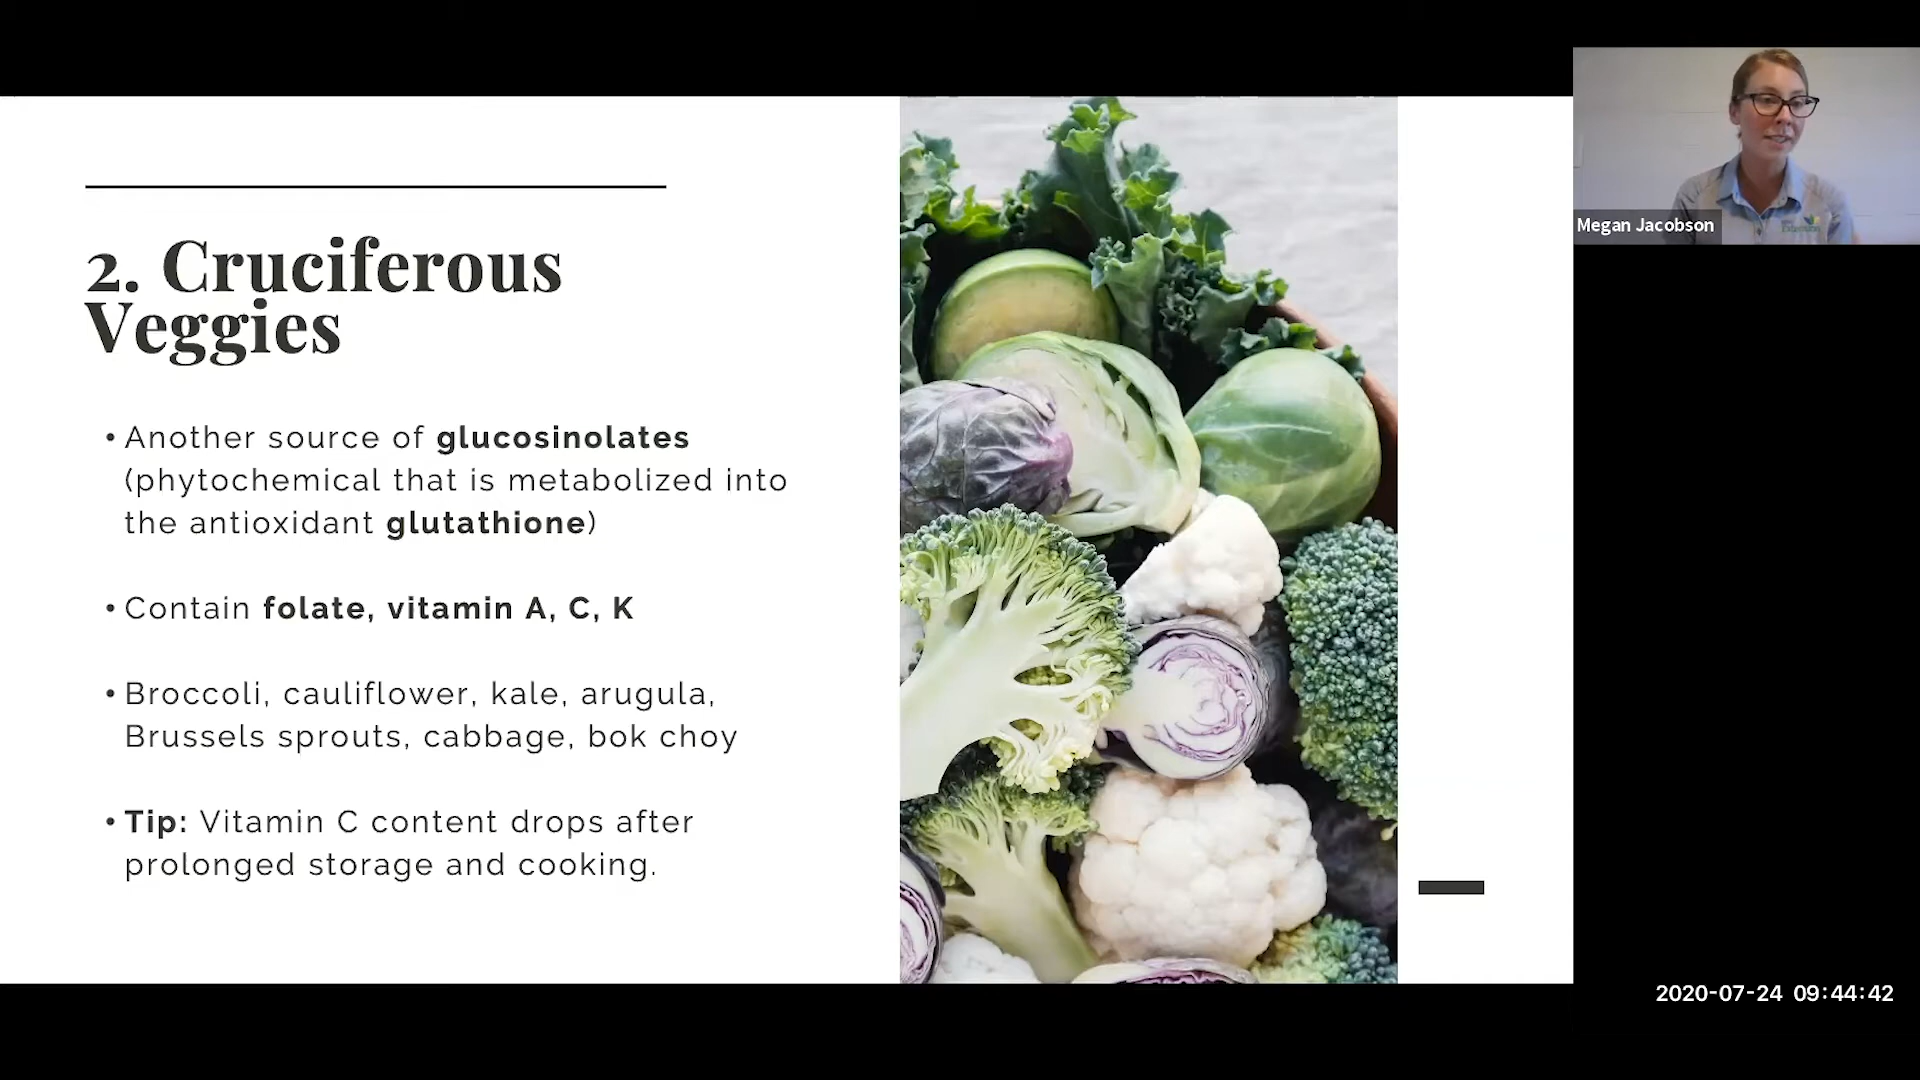 2. Cruciferous
Veggies
• Another source of glucosinolates
(phytochemical that is metabolized into
the antioxidant glutathione)
• Contain folate, vitamin A, C, K
• Broccoli, cauliflower, kale, arugula,
Brussels sprouts, cabbage, bok choy
• Tip: Vitamin C content drops after
prolonged storage and cooking.
Megan Jacobson
2020-07-24 09:44:42